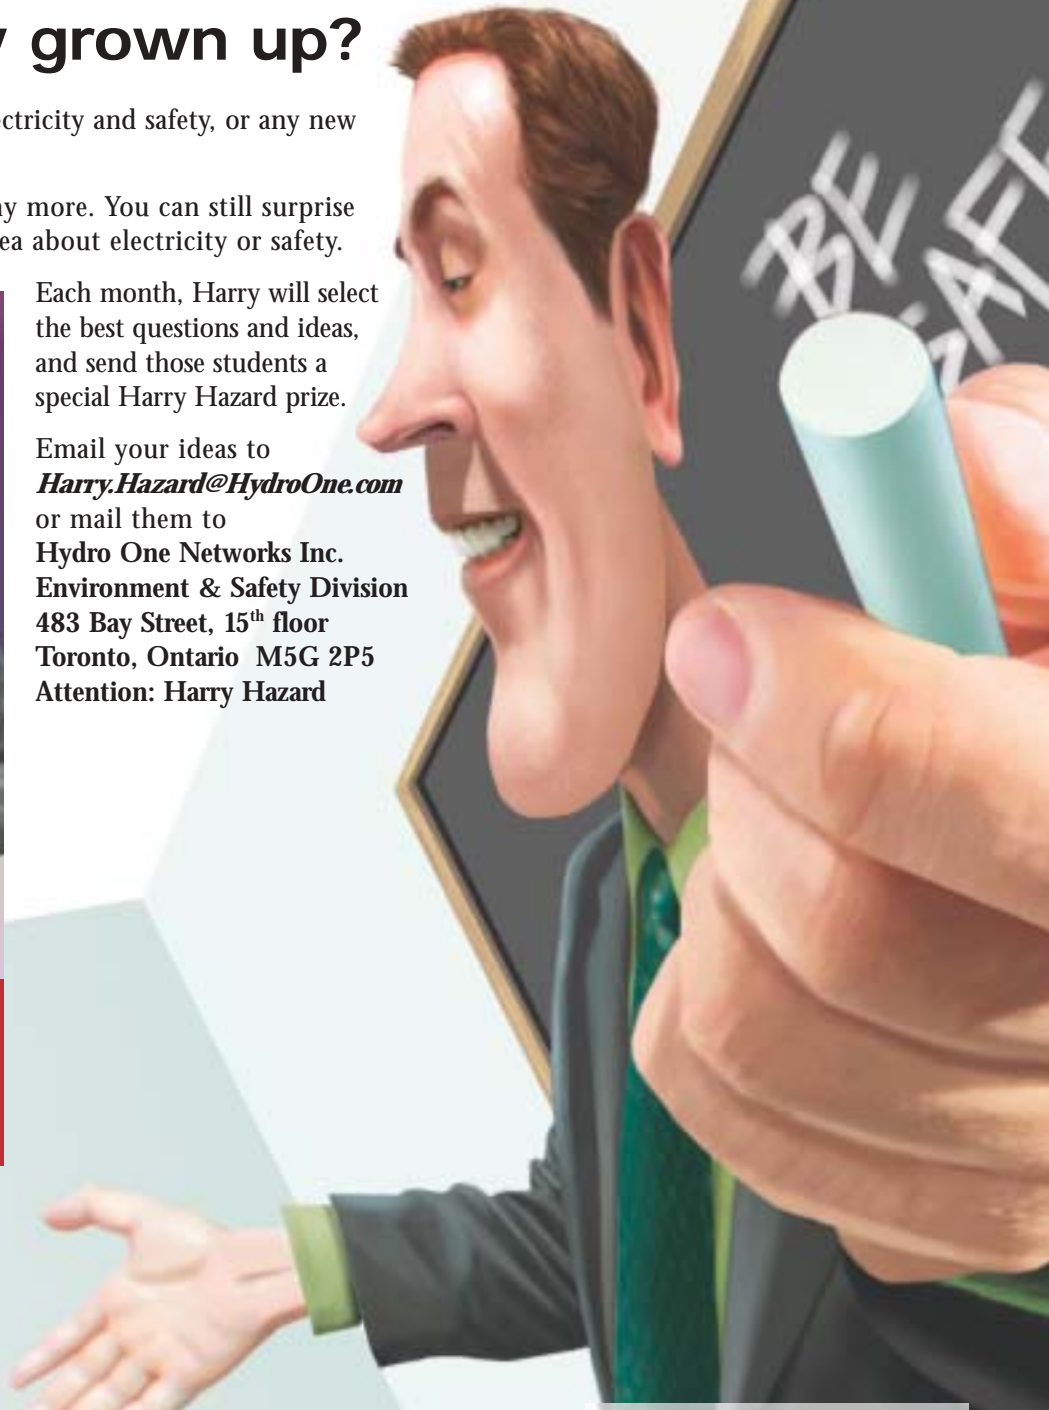 grown up?
ectricity and safety, or any new
ny more. You can still surprise
ea about electricity or safety.
Each month, Harry will select
the best questions and ideas,
and send those students a
special Harry Hazard prize.
Email your ideas to
Harry.Hazard@HydroOne.com
or mail them to
Hydro One Networks Inc.
Environment & Safety Division
483 Bay Street, 15th floor
Toronto, Ontario M5G 2P5
Attention: Harry Hazard
BE
SAFE